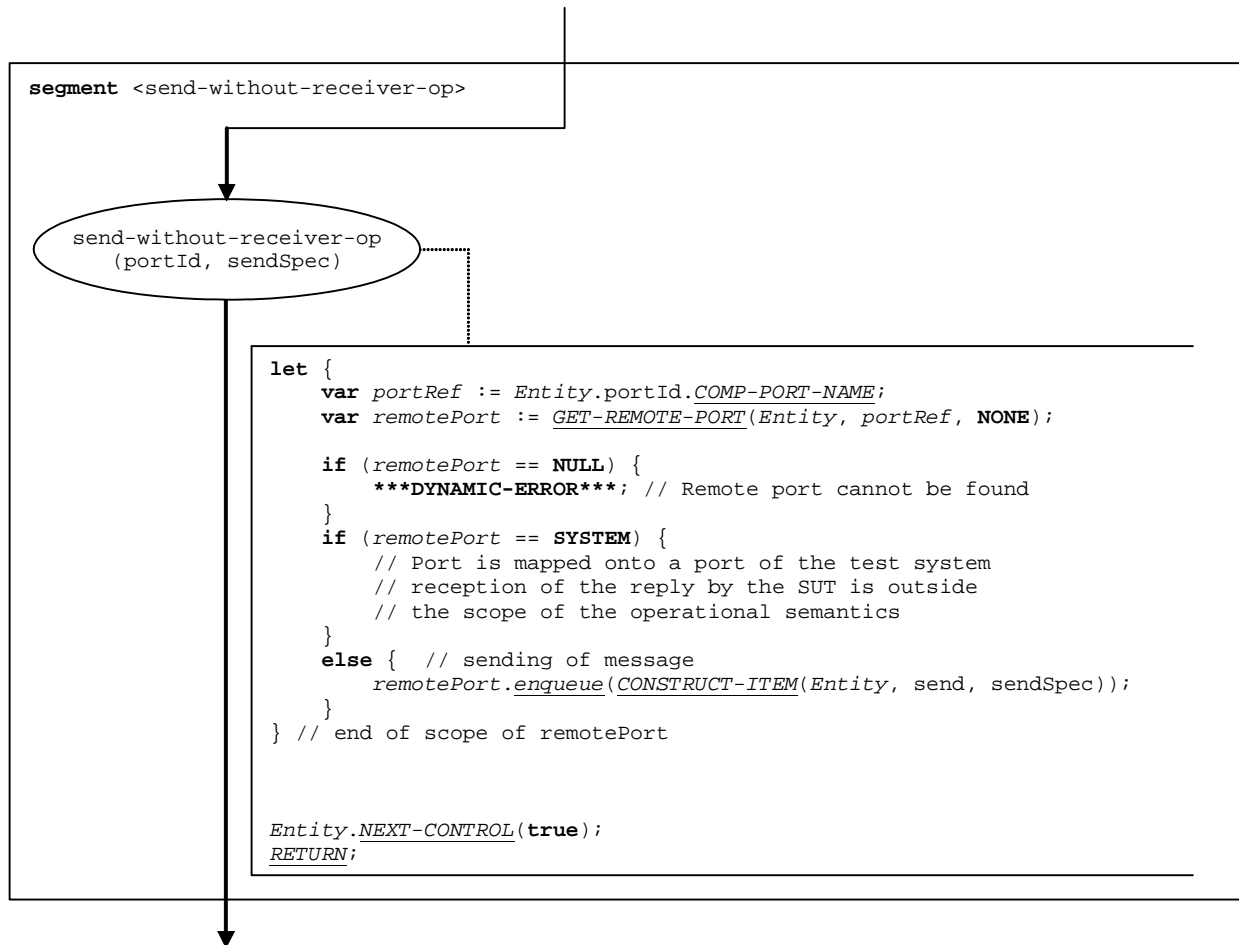 segment <send-without-receiver-op>
send-without-receiver-op
(portId, sendSpec)
let {
var portRef := Entity.portId.COMP-PORT-NAME;
var remotePort := GET-REMOTE-PORT(Entity, portRef, NONE);
if (remotePort == NULL) {
***DYNAMIC-ERROR***; // Remote port cannot be found
}
if (remotePort == SYSTEM) {
// Port is mapped onto a port of the test system
// reception of the reply by the SUT is outside
// the scope of the operational semantics
}
else { // sending of message
remotePort.enqueue(CONSTRUCT-ITEM(Entity, send, sendSpec));
}
} // end of scope of remotePort
Entity.NEXT-CONTROL(true);
RETURN;